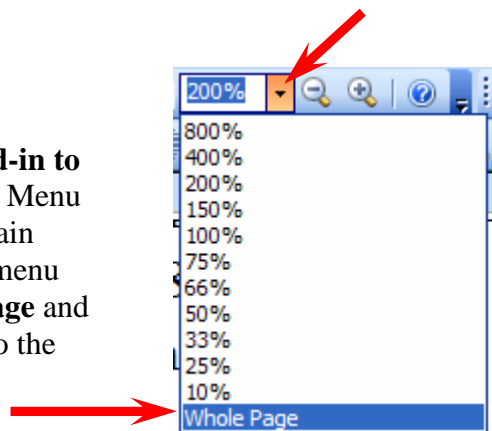 200%
800%
400%
200%
150%
100%
75%
66%
50%
33%
25%
10%
Whole Page
d-in to
Menu
ain
menu
age and
o the